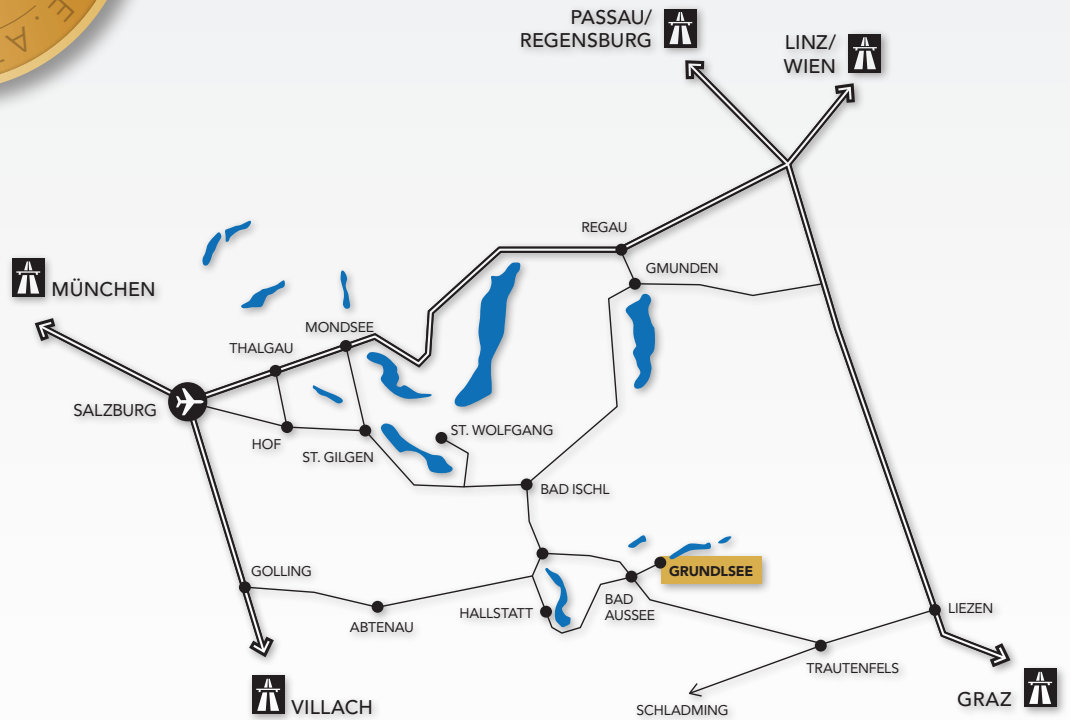 E · A
PASSAU/
REGENSBURG
LINZ/
WIEN
REGAU
GMUNDEN
MÜNCHEN
MONDSEE
THALGAU
SALZBURG
HOF
ST. GILGEN
ST. WOLFGANG
BAD ISCHL
GOLLING
GRUNDLSEE
ABTENAU
HALLSTATT
BAD
AUSSEE
LIEZEN
TRAUTENFELS
VILLACH
SCHLADMING
GRAZ